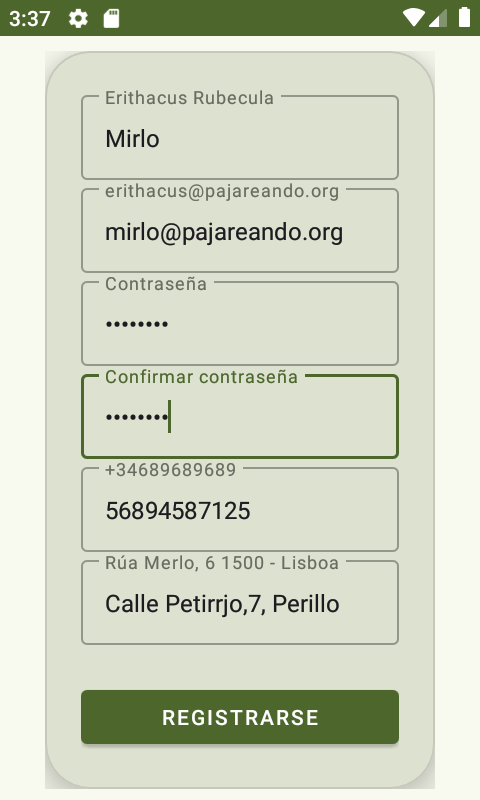 3:37
Erithacus Rubecula
Mirlo
erithacus@pajareando.org
mirlo@pajareando.org
Contraseña
••••••••
Confirmar contraseña
••••••••
+34689689689
56894587125
Rúa Merlo, 6 1500 - Lisboa
Calle Petirrjo,7, Perillo
REGISTRARSE